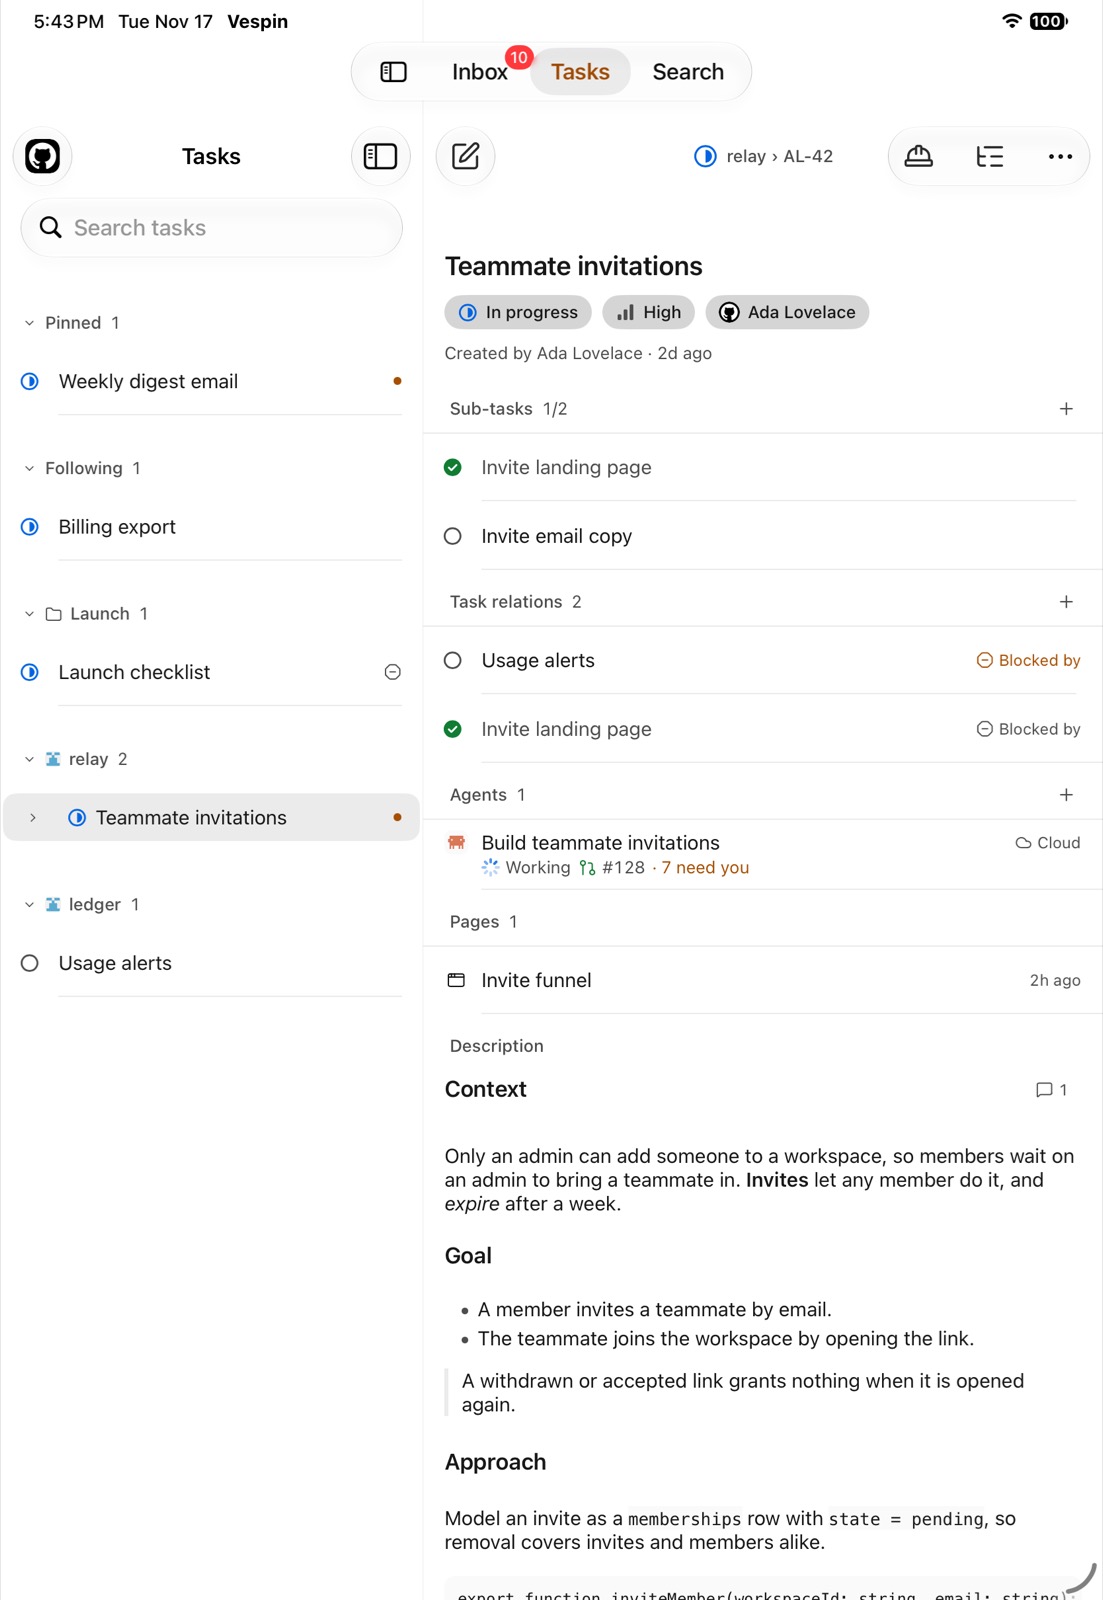 5:43 PM Tue Nov 17 Vespin
100
Inbox 10
Tasks
Search
Tasks
relay › AL-42
Search tasks
Pinned 1
Weekly digest email
Following 1
Billing export
Launch 1
Launch checklist
relay 2
Teammate invitations
ledger 1
Usage alerts
Teammate invitations
In progress
High
Ada Lovelace
Created by Ada Lovelace · 2d ago
Sub-tasks 1/2
Invite landing page
Invite email copy
Task relations 2
Usage alerts
Blocked by
Invite landing page
Blocked by
Agents 1
Build teammate invitations
Cloud
Working #128 · 7 need you
Pages 1
Invite funnel
2h ago
Description
Context
1
Only an admin can add someone to a workspace, so members wait on
an admin to bring a teammate in. Invites let any member do it, and
expire after a week.
Goal
• A member invites a teammate by email.
• The teammate joins the workspace by opening the link.
A withdrawn or accepted link grants nothing when it is opened
again.
Approach
Model an invite as a memberships row with state = pending, so
removal covers invites and members alike.
export function inviteMember(workspaceId: string, email: string):